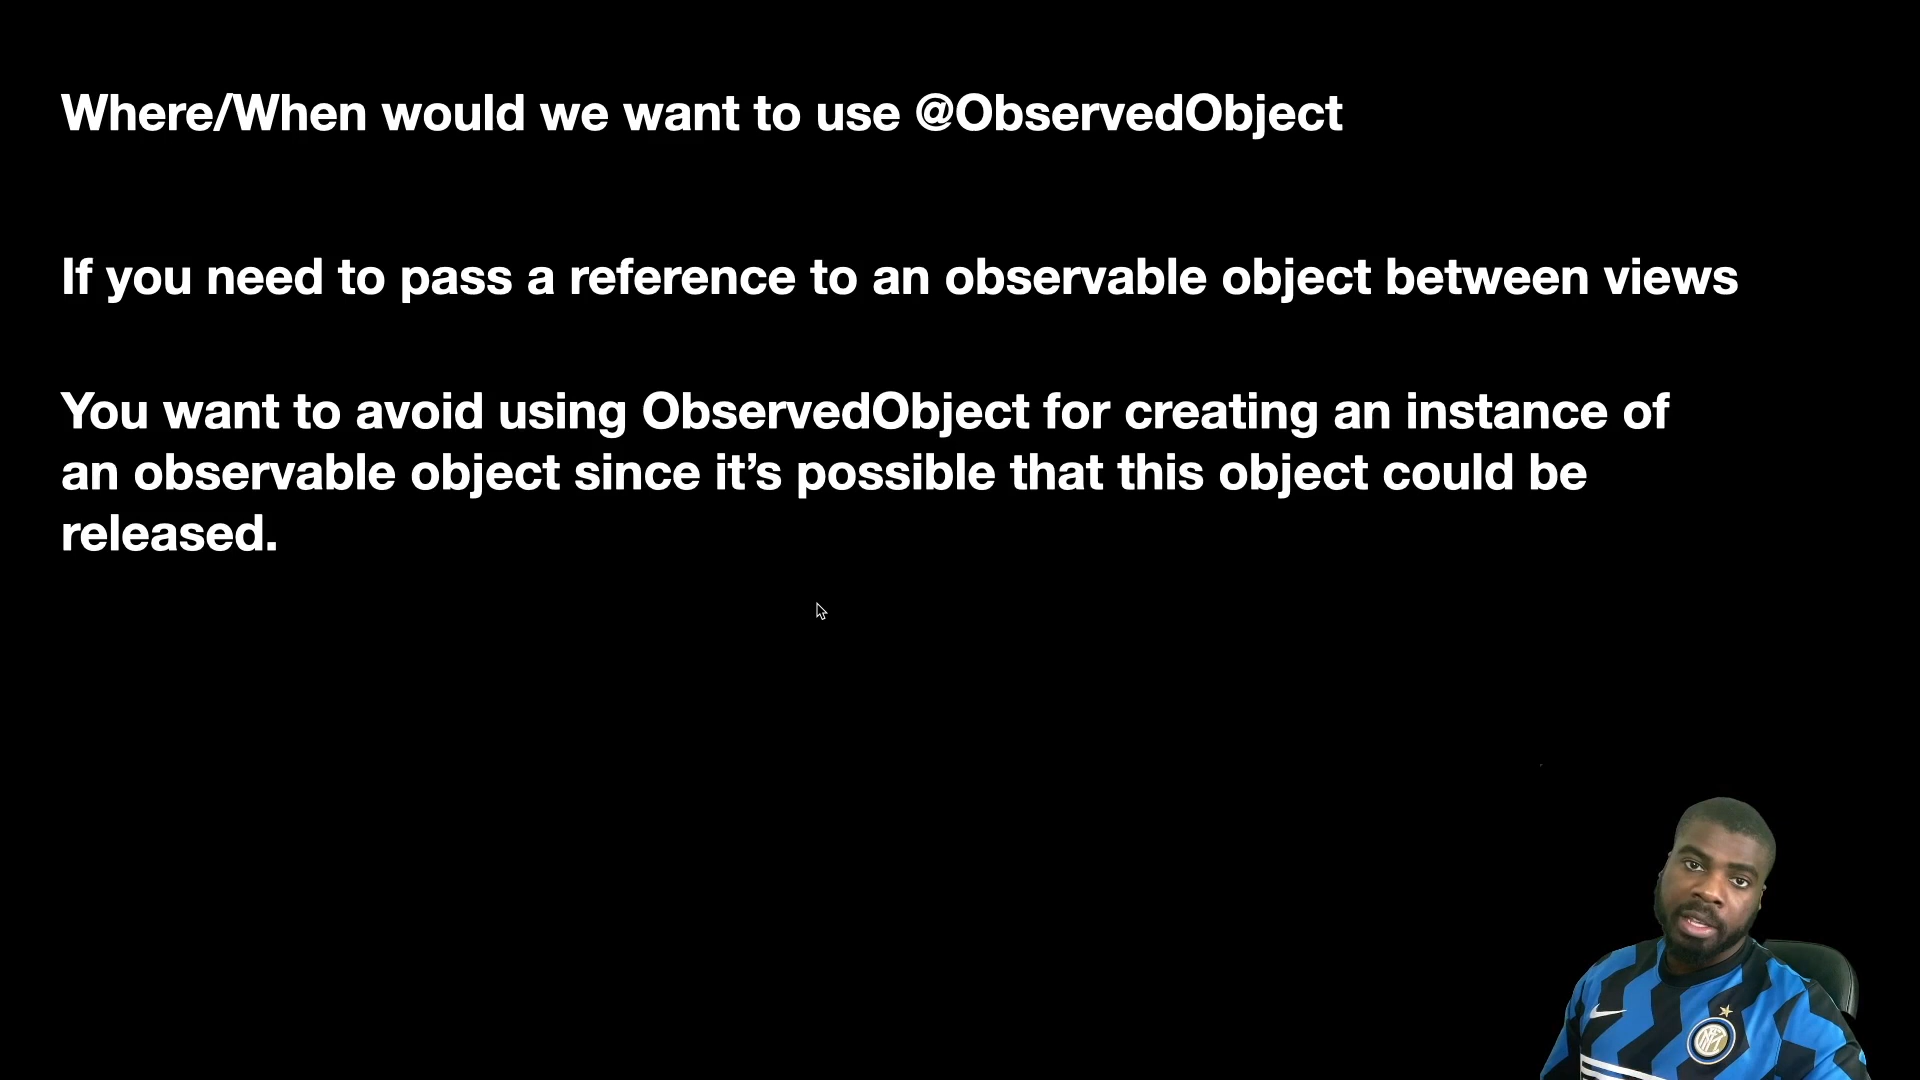 Where/When would we want to use @ObservedObject
If you need to pass a reference to an observable object between views
You want to avoid using ObservedObject for creating an instance of
an observable object since it’s possible that this object could be
released.